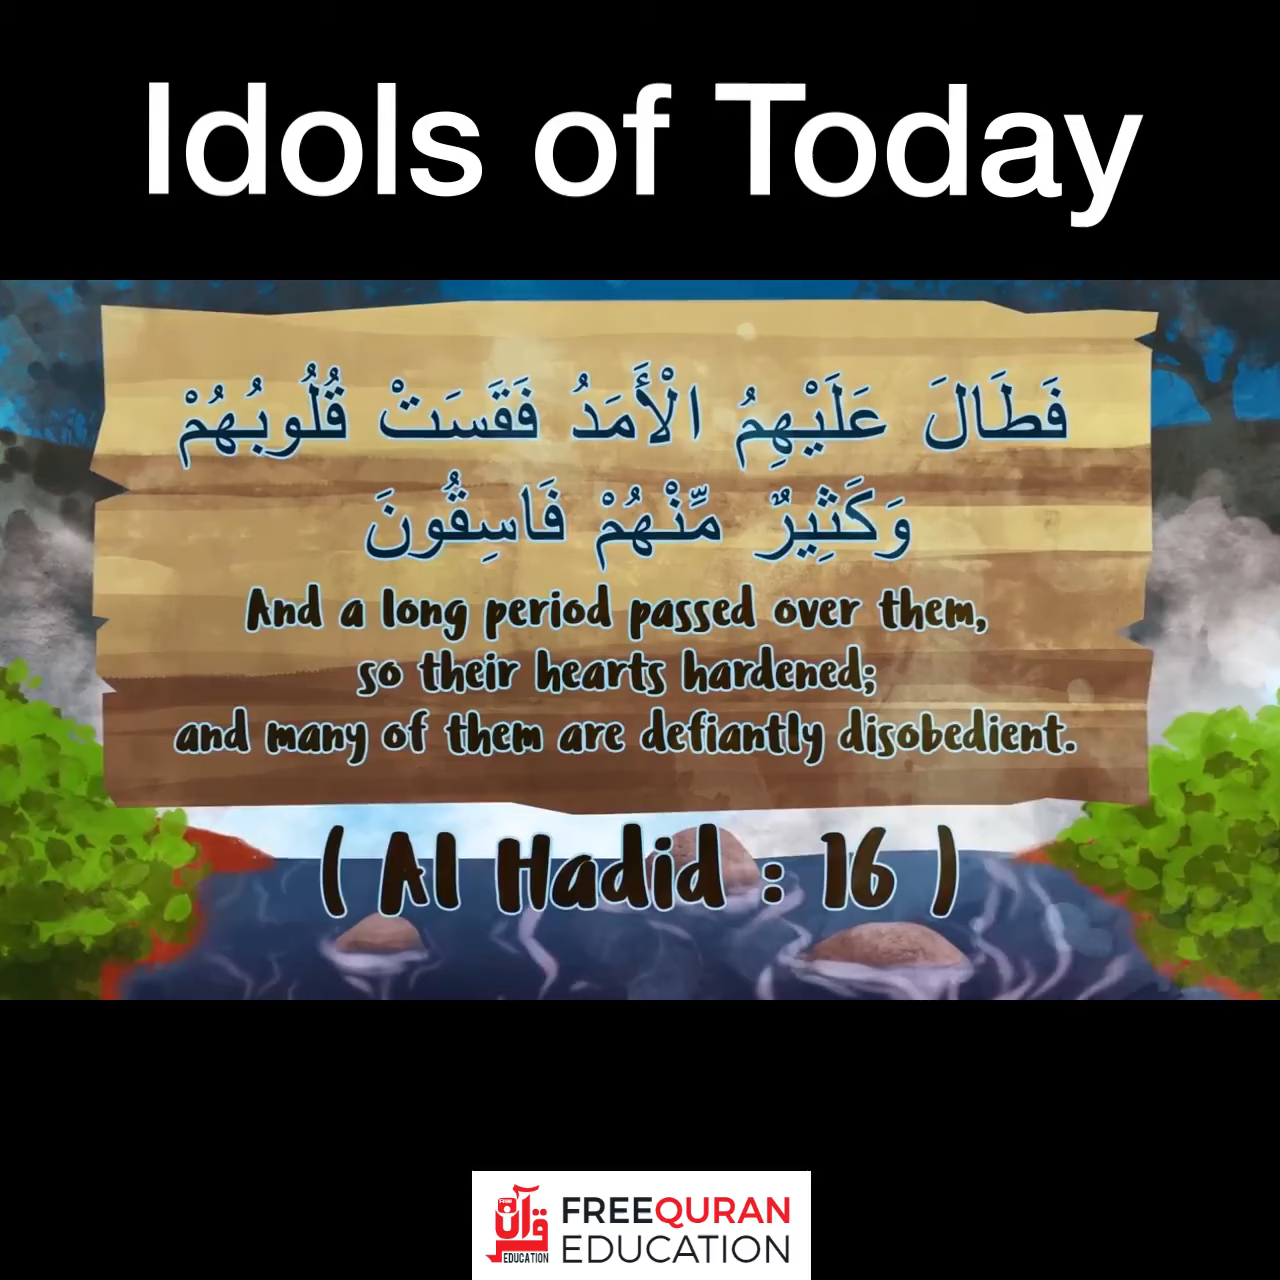 Idols of Today
فَطَالَ عَلَيْهِمُ الْأَمَدُ فَقَسَتْ قُلُوبُهُمْ
وَكَثِيرٌ مِّنْهُمْ فَاسِقُونَ
And a long period passed over them,
so their hearts hardened;
and many of them are defiantly disobedient.
( Al Hadid : 16 )
FREE
قرآن
EDUCATION
FREEQURAN
EDUCATION